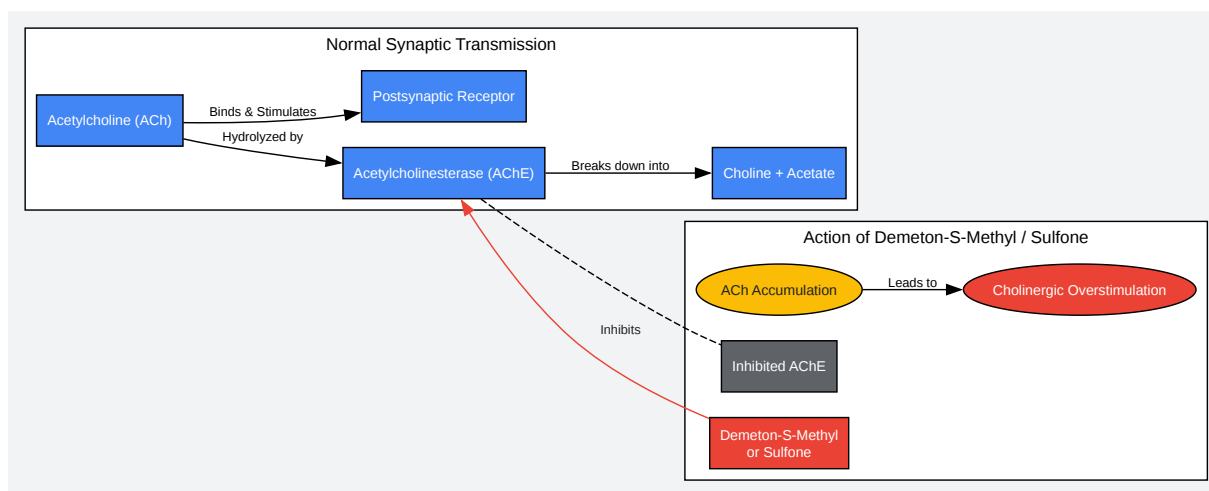 Normal Synaptic Transmission
Acetylcholine (ACh)
Binds & Stimulates
Postsynaptic Receptor
Hydrolyzed by
Acetylcholinesterase (AChE)
Breaks down into
Choline + Acetate
Action of Demeton-S-Methyl / Sulfone
ACh Accumulation
Leads to
Cholinergic Overstimulation
Inhibits
Inhibited AChE
Demeton-S-Methyl
or Sulfone